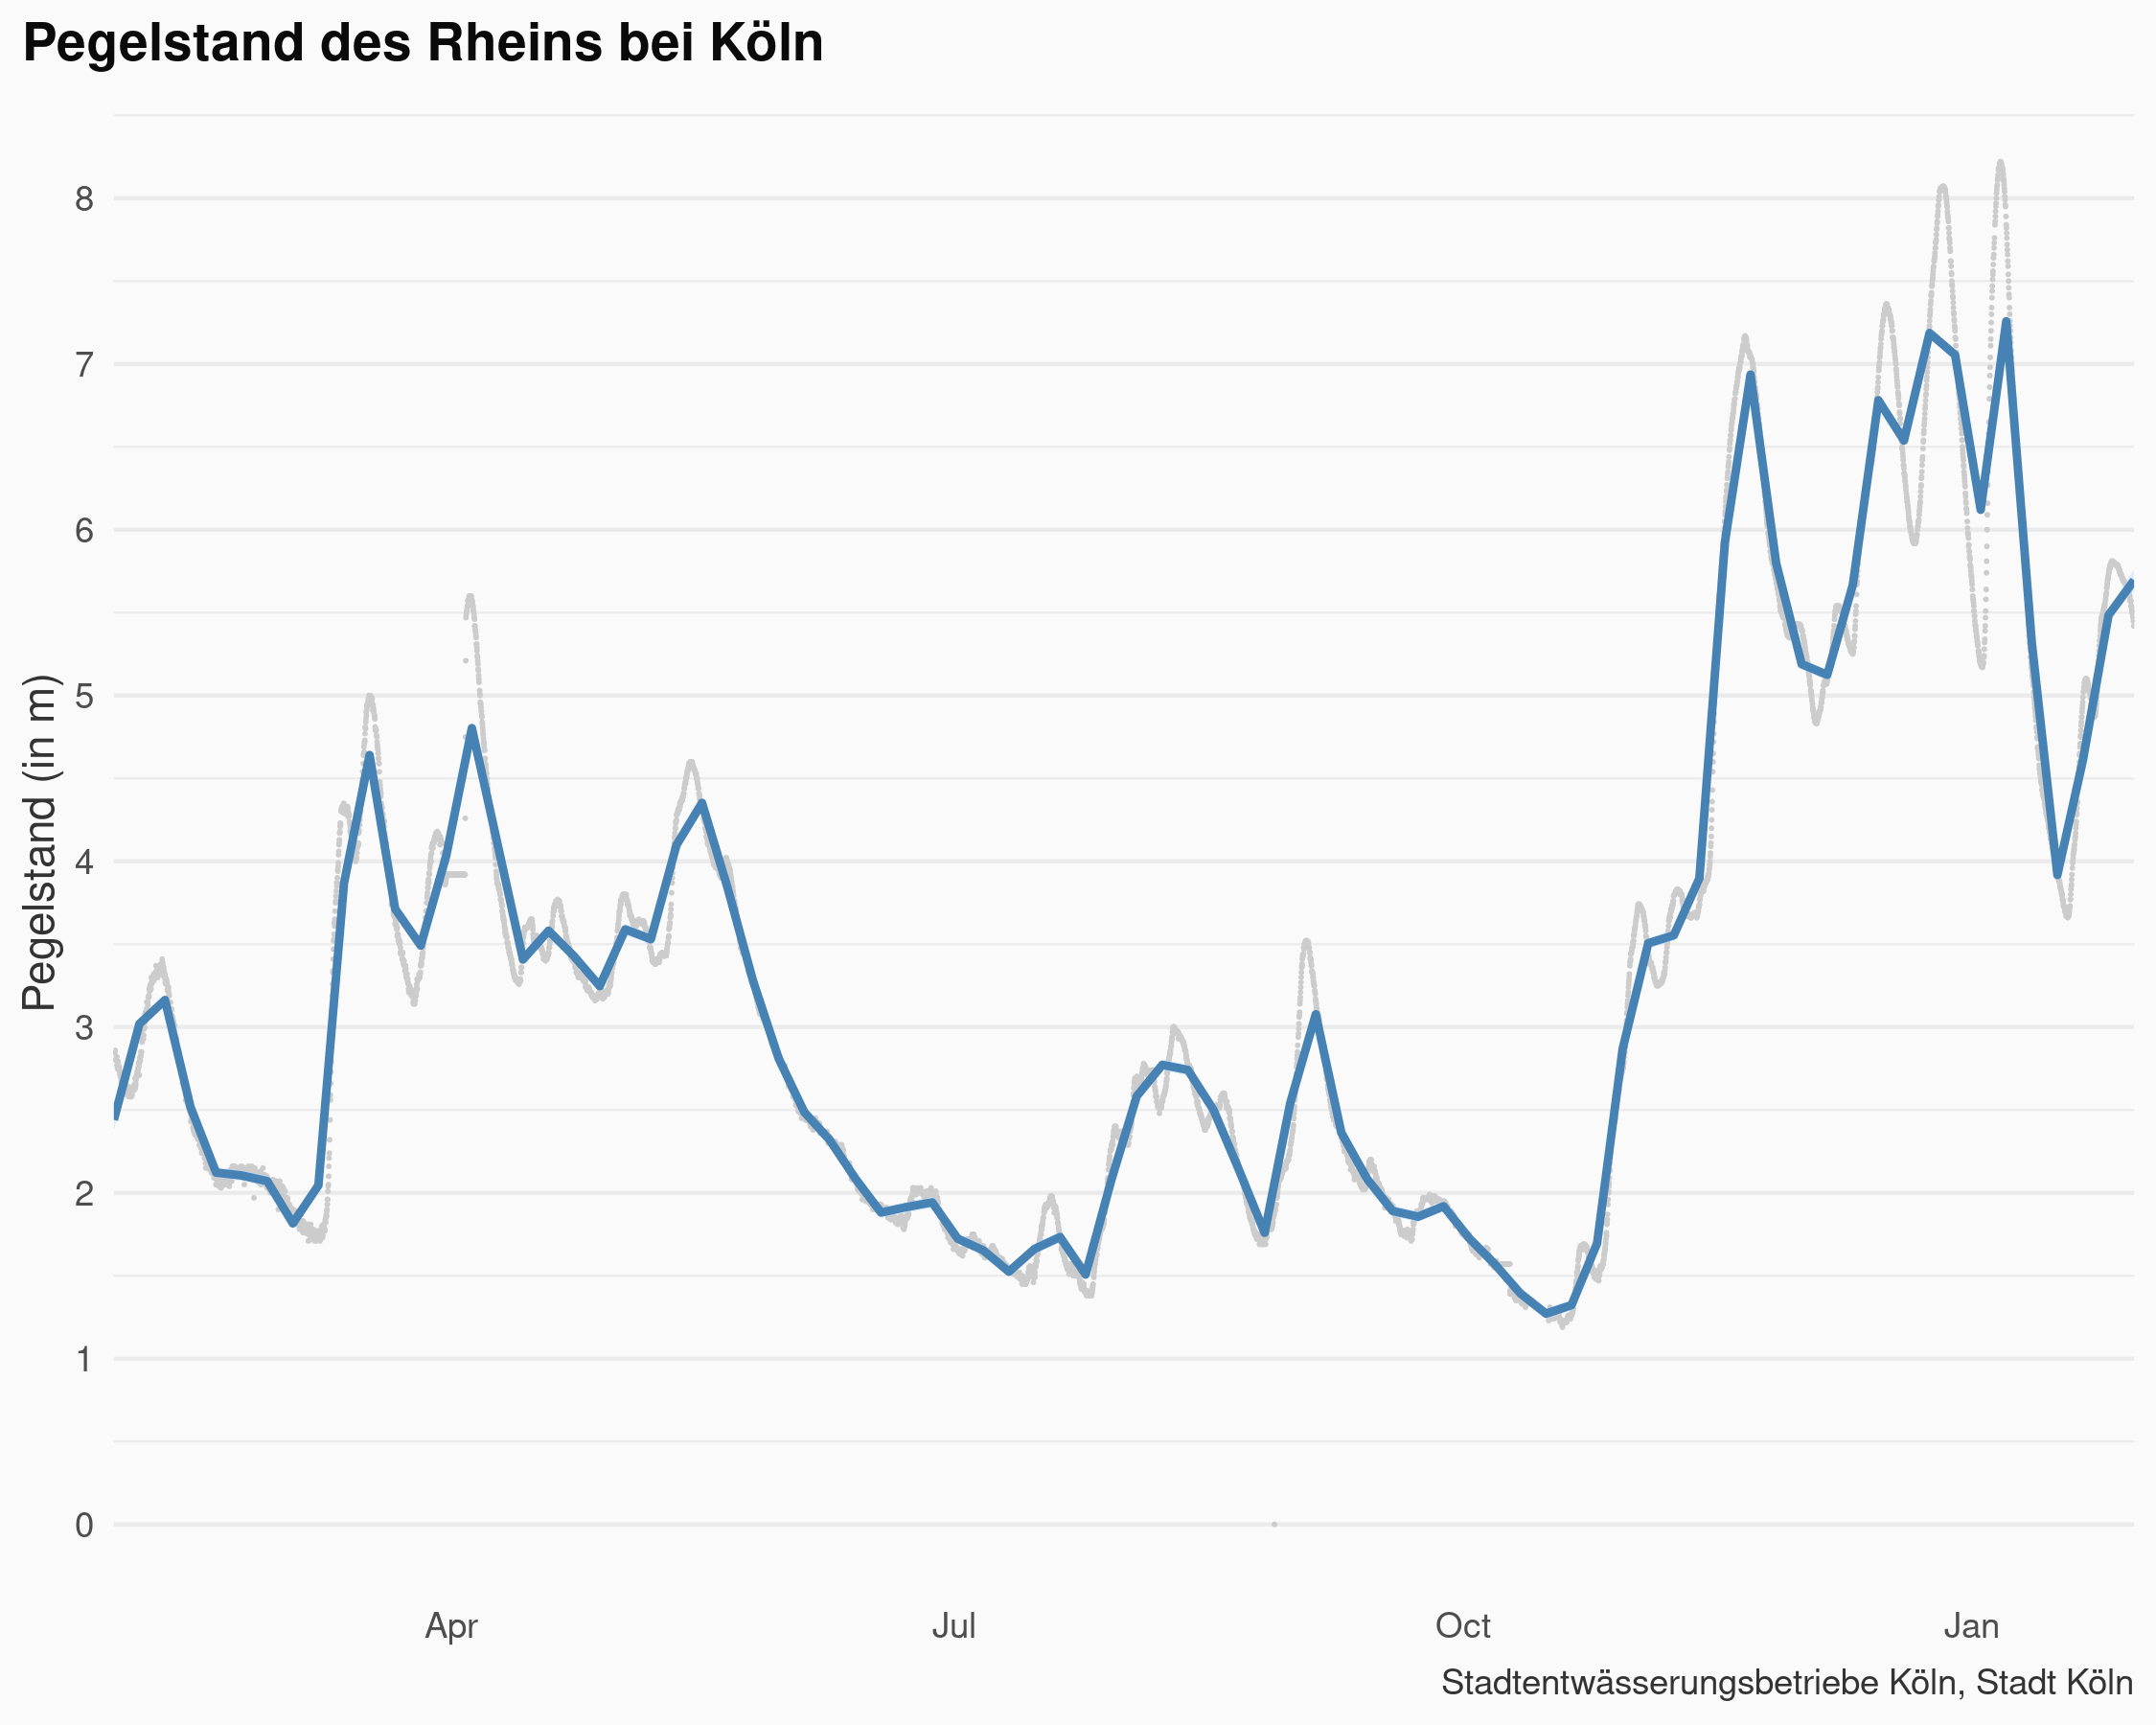 Pegelstand des Rheins bei Köln
Pegelstand (in m)
8
7
6
5
4
3
2
1
0
Apr Jul Oct Jan
Stadtentwässerungsbetriebe Köln, Stadt Köln